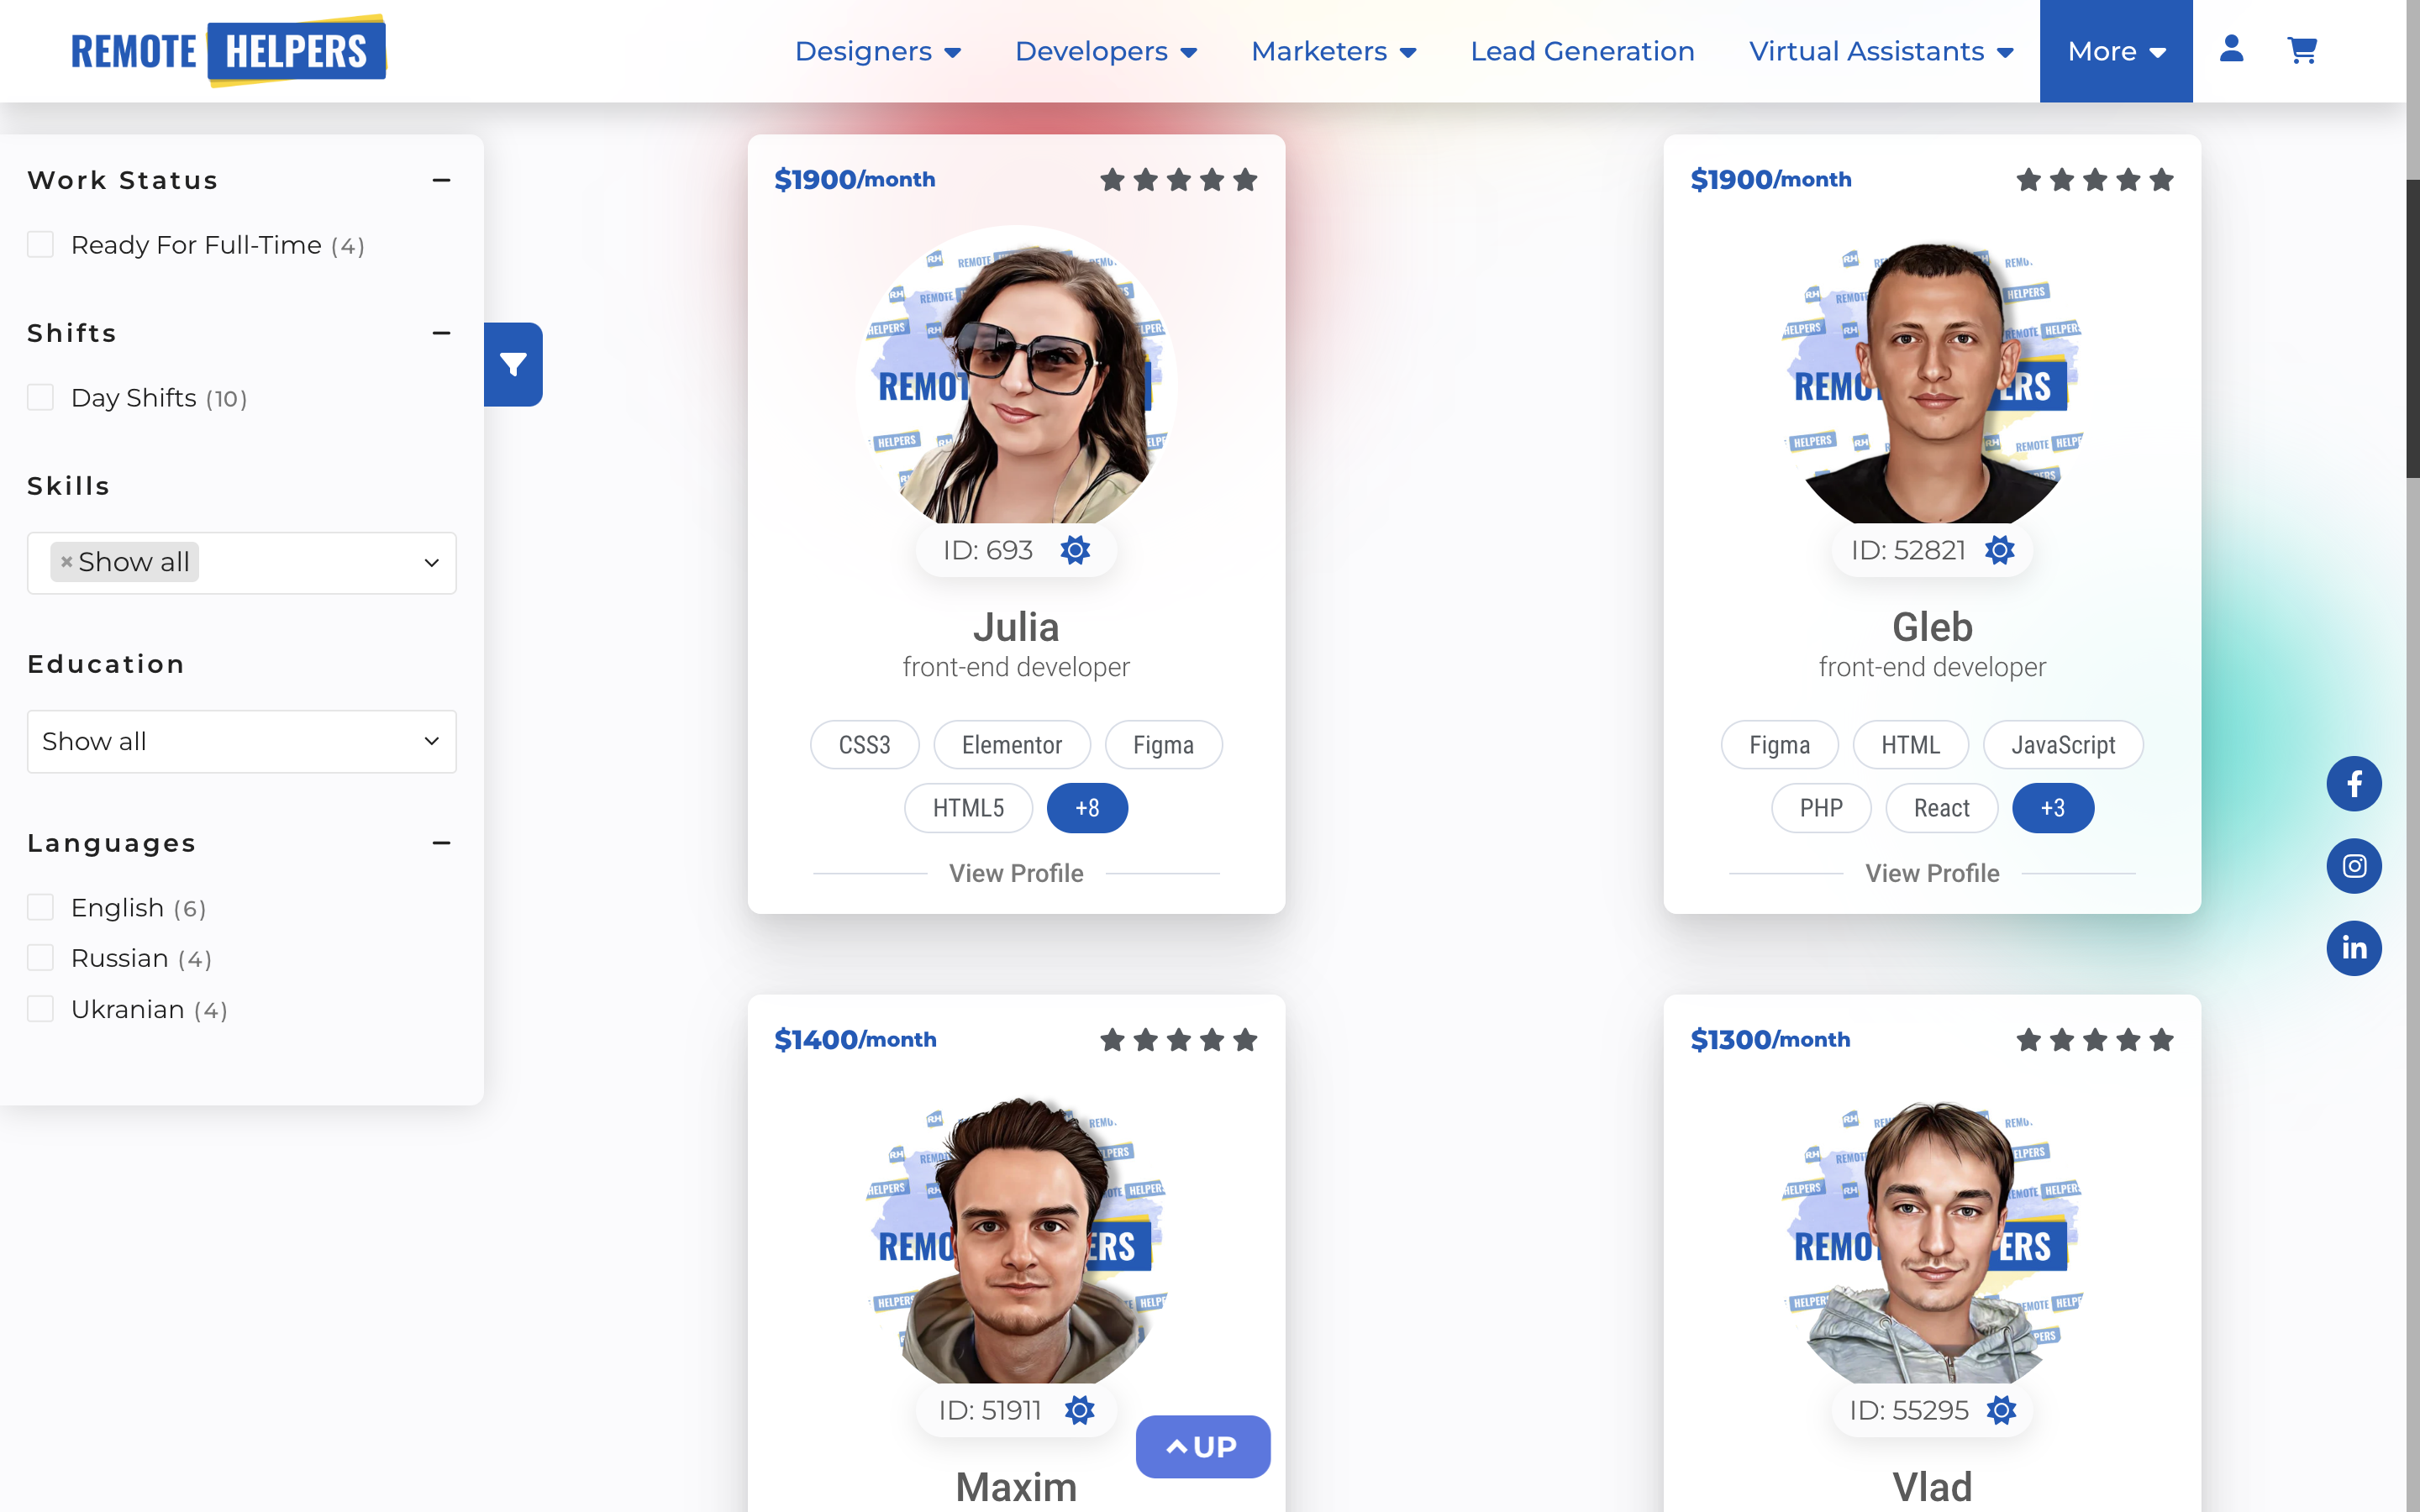 REMOTE HELPERS
Designers
Developers
Marketers
Lead Generation
Virtual Assistants
More
Work Status
Ready For Full-Time (4)
Shifts
Day Shifts (10)
Skills
× Show all
Education
Show all
Languages
English (6)
Russian (4)
Ukranian (4)
$1900/month
ID: 693
Julia
front-end developer
CSS3 Elementor Figma
HTML5 +8
View Profile
$1900/month
ID: 52821
Gleb
front-end developer
Figma HTML JavaScript
PHP React +3
View Profile
$1400/month
ID: 51911
Maxim
$1300/month
ID: 55295
Vlad
UP